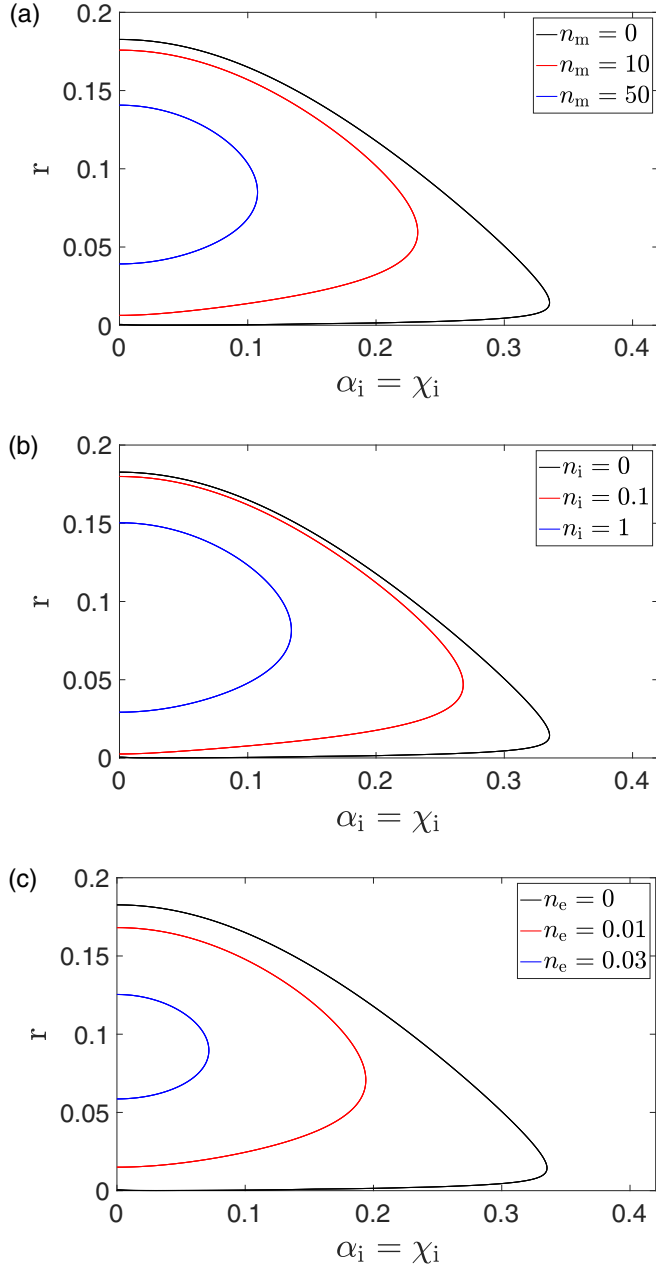 (a)
0.2
0.15
0.1
0.05
0
r
n_m = 0
n_m = 10
n_m = 50
0 0.1 0.2 0.3 0.4
α_i = χ_i
(b)
0.2
0.15
0.1
0.05
0
r
n_i = 0
n_i = 0.1
n_i = 1
0 0.1 0.2 0.3 0.4
α_i = χ_i
(c)
0.2
0.15
0.1
0.05
0
r
n_e = 0
n_e = 0.01
n_e = 0.03
0 0.1 0.2 0.3 0.4
α_i = χ_i